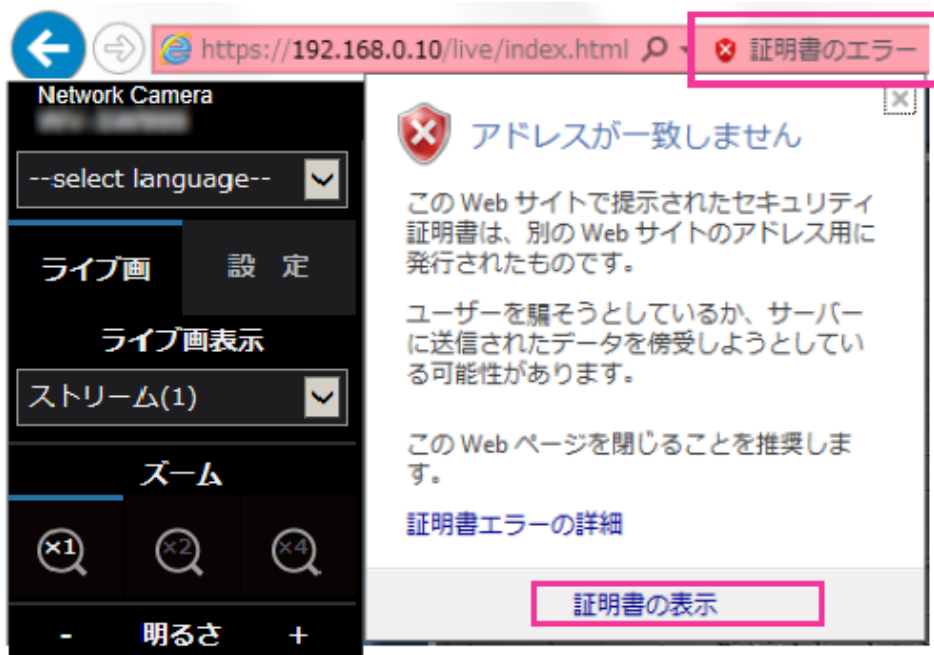 https://192.168.0.10/live/index.html
証明書のエラー
Network Camera
--select language--
ライブ画
設 定
ライブ画表示
ストリーム(1)
ズーム
×1
×2
×4
- 明るさ +
アドレスが一致しません
この Web サイトで提示されたセキュリティ
証明書は、別の Web サイトのアドレス用に
発行されたものです。
ユーザーを騙そうとしているか、サーバー
に送信されたデータを傍受しようとしてい
る可能性があります。
この Web ページを閉じることを推奨しま
す。
証明書エラーの詳細
証明書の表示